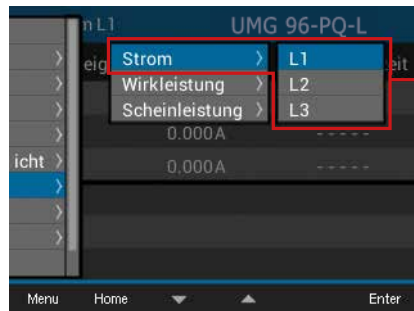 n L1 UMG 96-PQ-L
eig Strom L1 eit
Wirkleistung L2
Scheinleistung L3
0.000A -----
icht 0.000A -----
Menu Home Enter